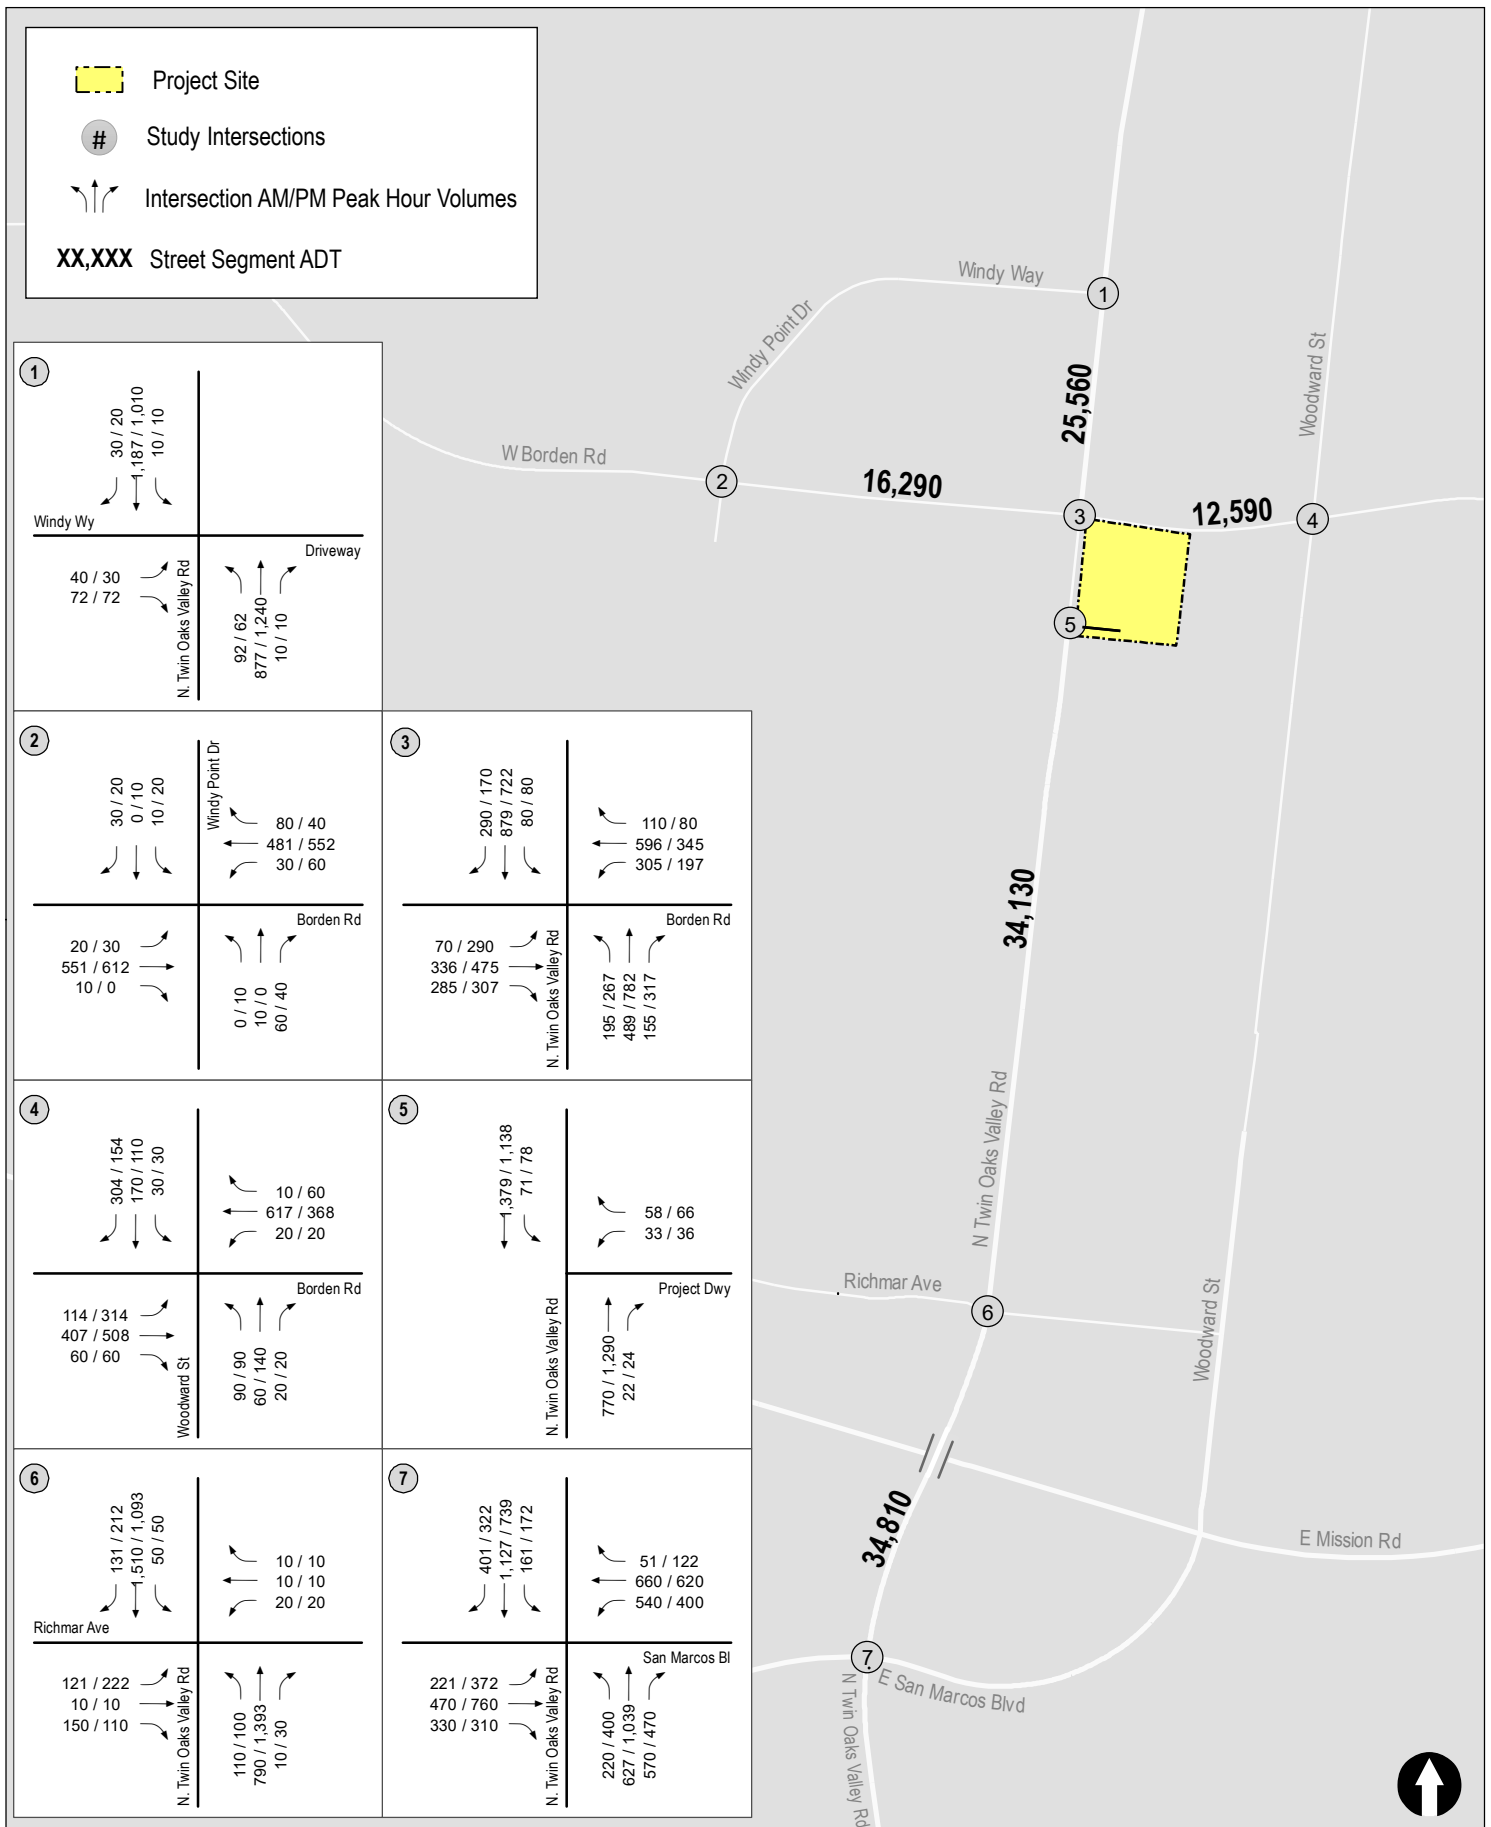 Project Site
# Study Intersections
Intersection AM/PM Peak Hour Volumes
XX,XXX Street Segment ADT
Windy Way
1
Windy Point Dr
25,560
Woodward St
W Borden Rd
2
16,290
3
12,590
4
5
34,130
N Twin Oaks Valley Rd
Richmar Ave
6
Woodward St
34,810
E Mission Rd
7
E San Marcos Blvd
N Twin Oaks Valley Rd
1
30 / 20
1,187 / 1,010
10 / 10
Windy Wy
Driveway
40 / 30
72 / 72
N. Twin Oaks Valley Rd
92 / 62
877 / 1,240
10 / 10
2
30 / 20
0 / 10
10 / 20
Windy Point Dr
80 / 40
481 / 552
30 / 60
Borden Rd
20 / 30
551 / 612
10 / 0
0 / 10
10 / 0
60 / 40
3
290 / 170
879 / 722
80 / 80
110 / 80
596 / 345
305 / 197
Borden Rd
70 / 290
336 / 475
285 / 307
N. Twin Oaks Valley Rd
195 / 267
489 / 782
155 / 317
4
304 / 154
170 / 110
30 / 30
10 / 60
617 / 368
20 / 20
Borden Rd
114 / 314
407 / 508
60 / 60
Woodward St
90 / 90
60 / 140
20 / 20
5
1,379 / 1,138
71 / 78
58 / 66
33 / 36
Project Dwy
N. Twin Oaks Valley Rd
770 / 1,290
22 / 24
6
131 / 212
1,510 / 1,093
50 / 50
10 / 10
10 / 10
20 / 20
Richmar Ave
121 / 222
10 / 10
150 / 110
N. Twin Oaks Valley Rd
110 / 100
790 / 1,393
10 / 30
7
401 / 322
1,127 / 739
161 / 172
51 / 122
660 / 620
540 / 400
San Marcos Bl
221 / 372
470 / 760
330 / 310
N. Twin Oaks Valley Rd
220 / 400
627 / 1,039
570 / 470